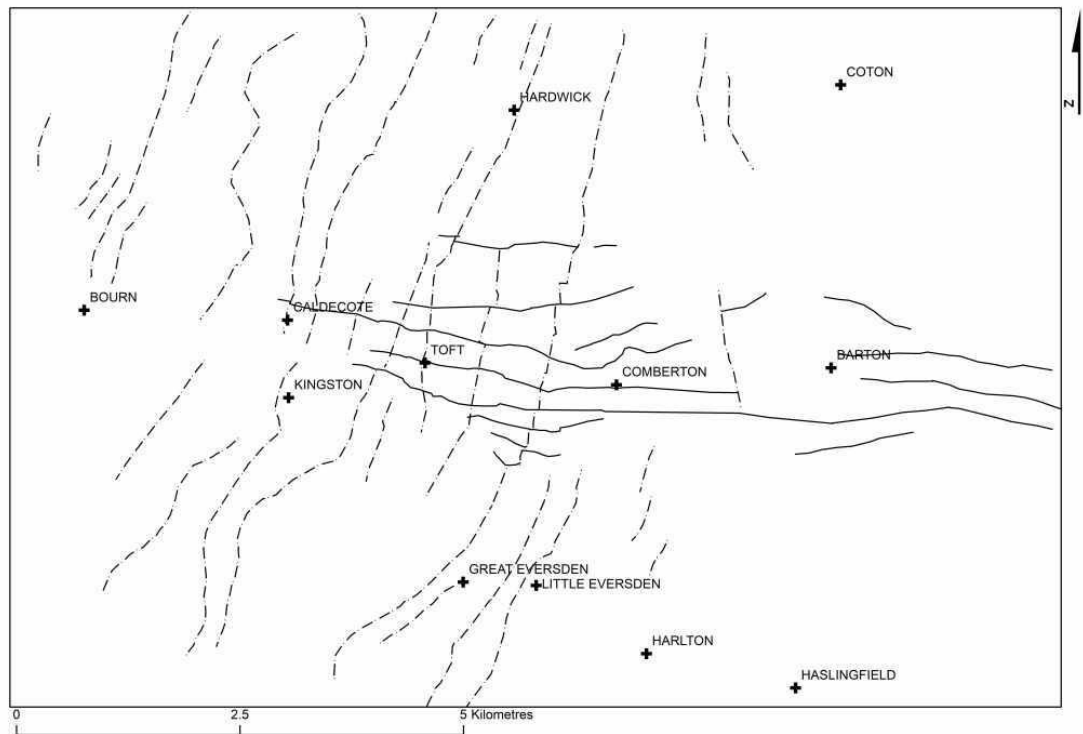 COTON
HARDWICK
Z
BOURN
CALDECOTE
TOFT
BARTON
COMBERTON
KINGSTON
GREAT EVERSDEN
LITTLE EVERSDEN
HARLTON
HASLINGFIELD
0 2.5 5 Kilometres